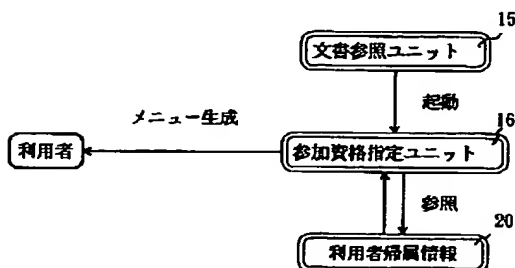 15
文書参照ユニット
起動
メニュー生成
16
利用者
参加資格指定ユニット
参照
20
利用者帰属情報